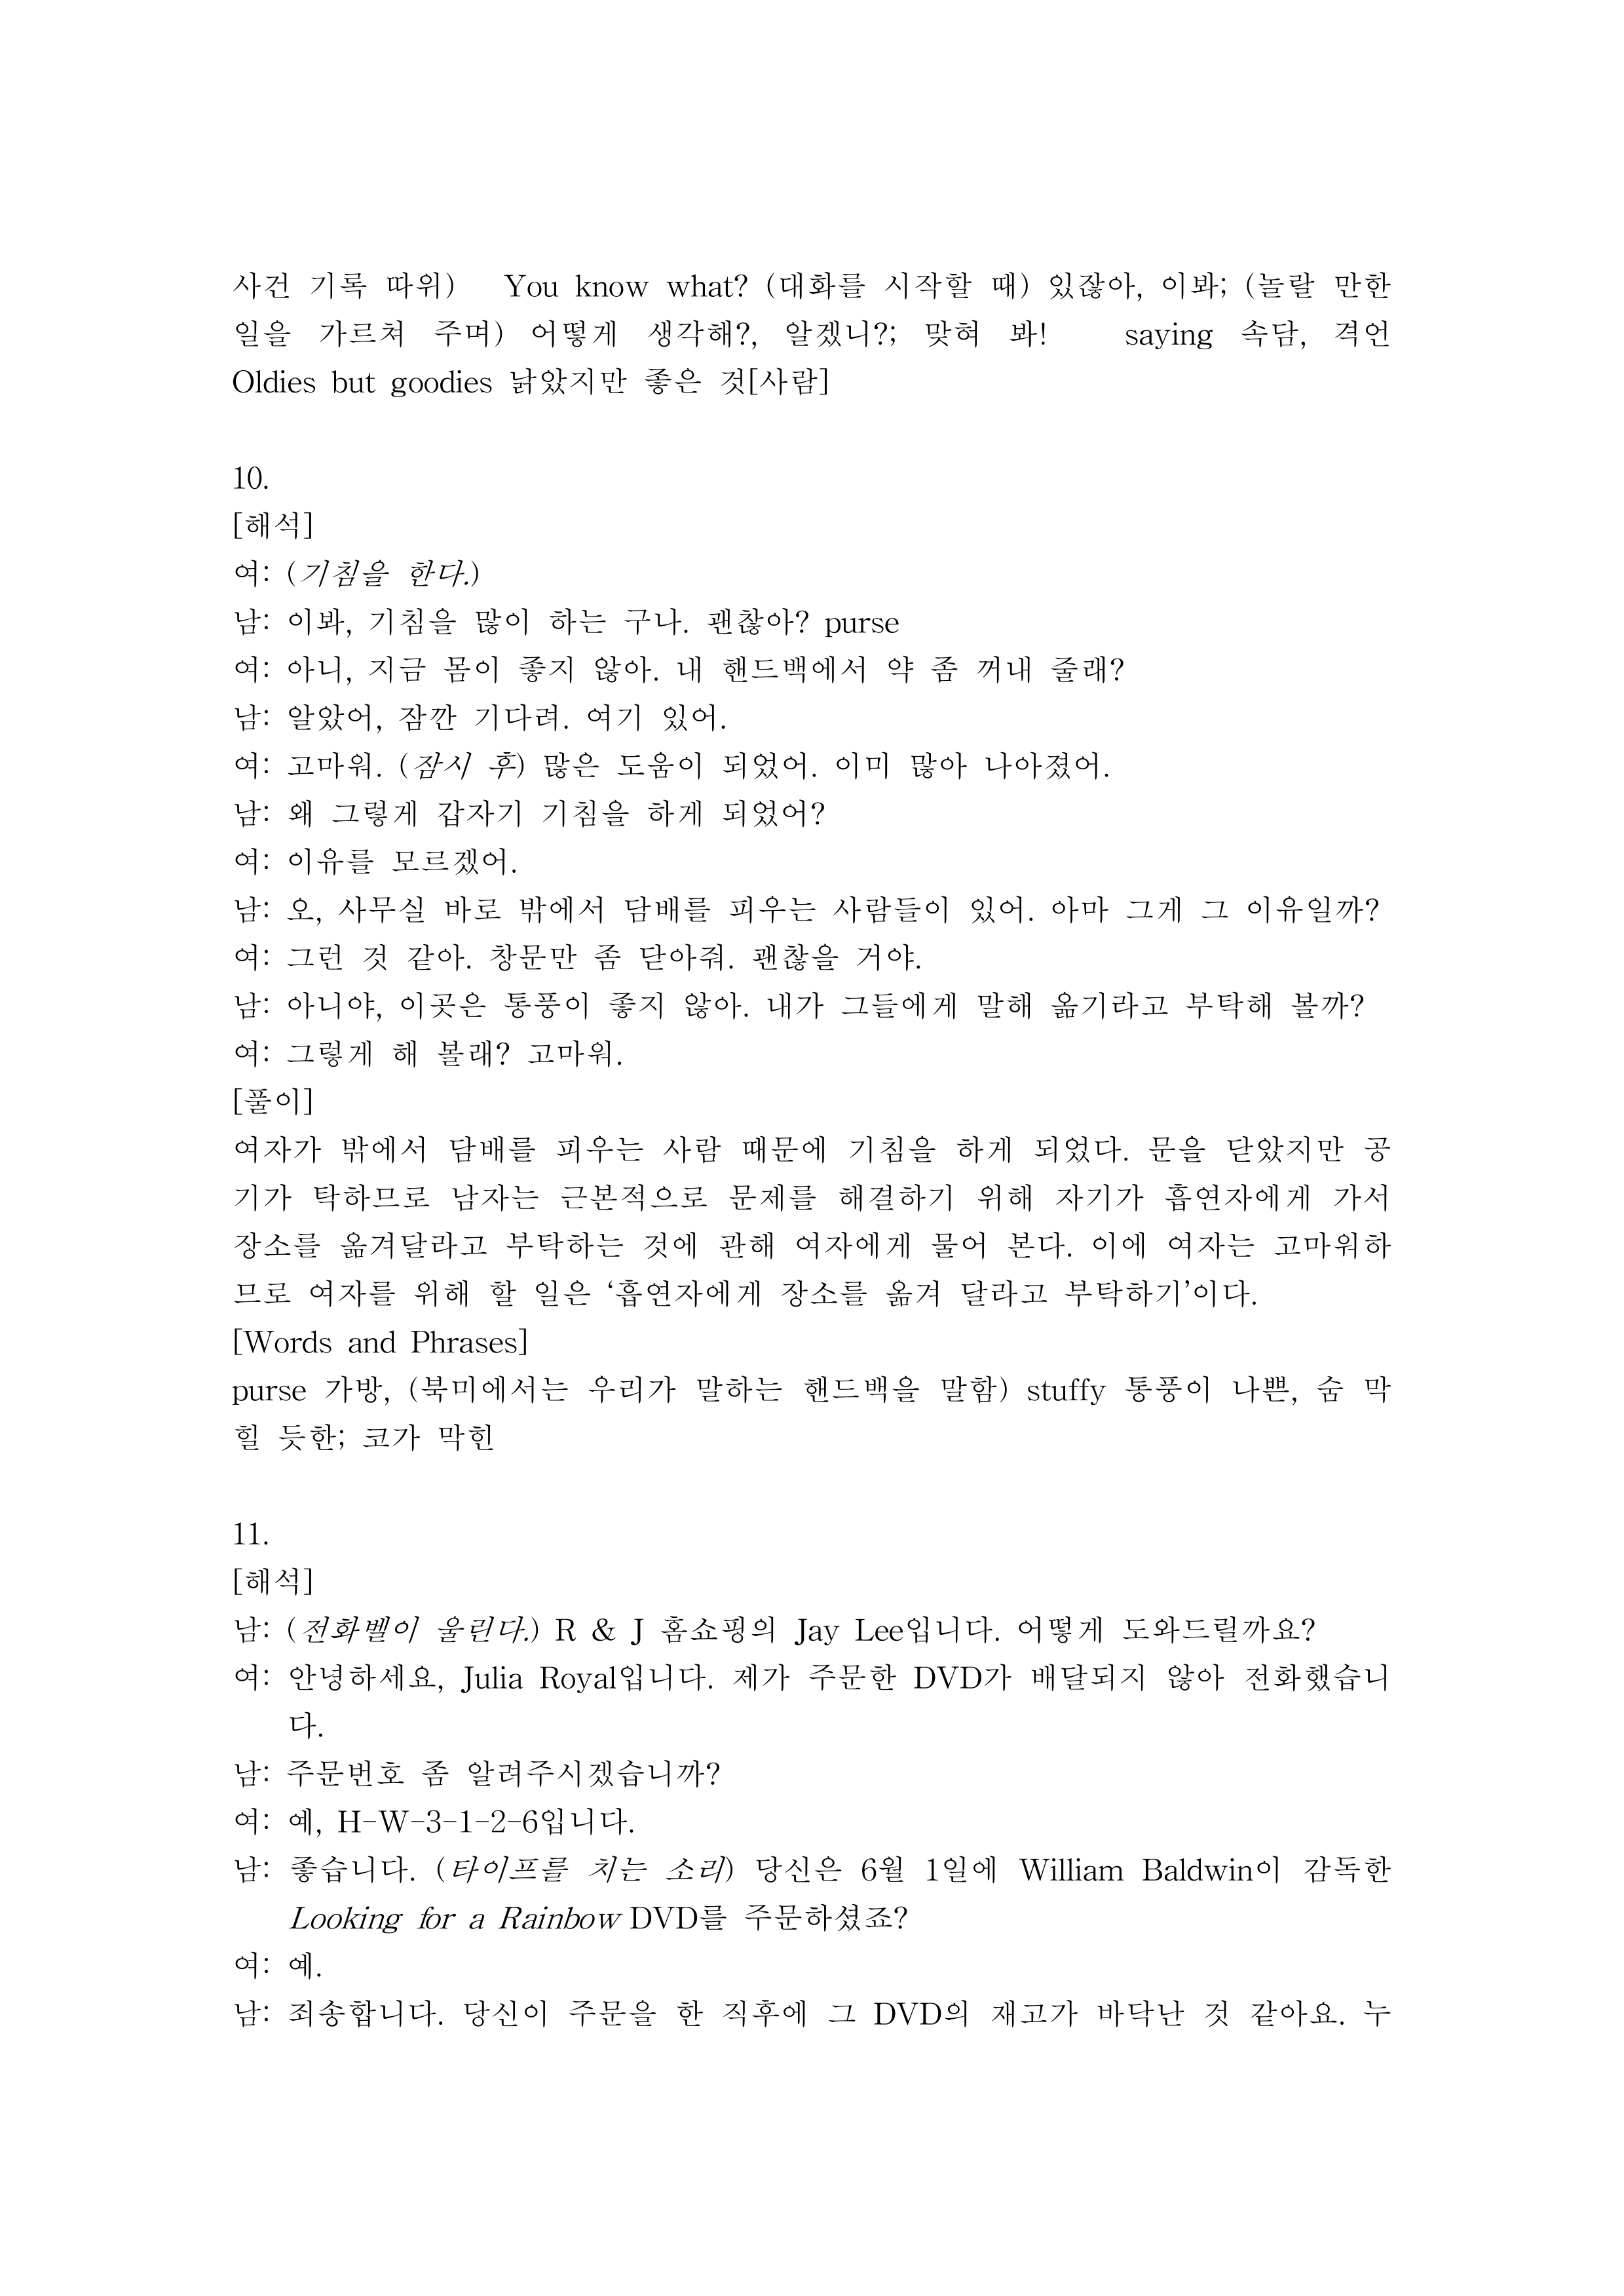 사건 기록 따위) You know what? (대화를 시작할 때) 있잖아, 이봐; (놀랄 만한
일을 가르쳐 주며) 어떻게 생각해?, 알겠니?; 맞혀 봐! saying 속담, 격언
Oldies but goodies 낡았지만 좋은 것[사람]
10.
[해석]
여: (기침을 한다.)
남: 이봐, 기침을 많이 하는 구나. 괜찮아? purse
여: 아니, 지금 몸이 좋지 않아. 내 핸드백에서 약 좀 꺼내 줄래?
남: 알았어, 잠깐 기다려. 여기 있어.
여: 고마워. (잠시 후) 많은 도움이 되었어. 이미 많아 나아졌어.
남: 왜 그렇게 갑자기 기침을 하게 되었어?
여: 이유를 모르겠어.
남: 오, 사무실 바로 밖에서 담배를 피우는 사람들이 있어. 아마 그게 그 이유일까?
여: 그런 것 같아. 창문만 좀 닫아줘. 괜찮을 거야.
남: 아니야, 이곳은 통풍이 좋지 않아. 내가 그들에게 말해 옮기라고 부탁해 볼까?
여: 그렇게 해 볼래? 고마워.
[풀이]
여자가 밖에서 담배를 피우는 사람 때문에 기침을 하게 되었다. 문을 닫았지만 공
기가 탁하므로 남자는 근본적으로 문제를 해결하기 위해 자기가 흡연자에게 가서
장소를 옮겨달라고 부탁하는 것에 관해 여자에게 물어 본다. 이에 여자는 고마워하
므로 여자를 위해 할 일은 ‘흡연자에게 장소를 옮겨 달라고 부탁하기’이다.
[Words and Phrases]
purse 가방, (북미에서는 우리가 말하는 핸드백을 말함) stuffy 통풍이 나쁜, 숨 막
힐 듯한; 코가 막힌
11.
[해석]
남: (전화벨이 울린다.) R & J 홈쇼핑의 Jay Lee입니다. 어떻게 도와드릴까요?
여: 안녕하세요, Julia Royal입니다. 제가 주문한 DVD가 배달되지 않아 전화했습니
다.
남: 주문번호 좀 알려주시겠습니까?
여: 예, H-W-3-1-2-6입니다.
남: 좋습니다. (타이프를 치는 소리) 당신은 6월 1일에 William Baldwin이 감독한
Looking for a Rainbow DVD를 주문하셨죠?
여: 예.
남: 죄송합니다. 당신이 주문을 한 직후에 그 DVD의 재고가 바닥난 것 같아요. 누